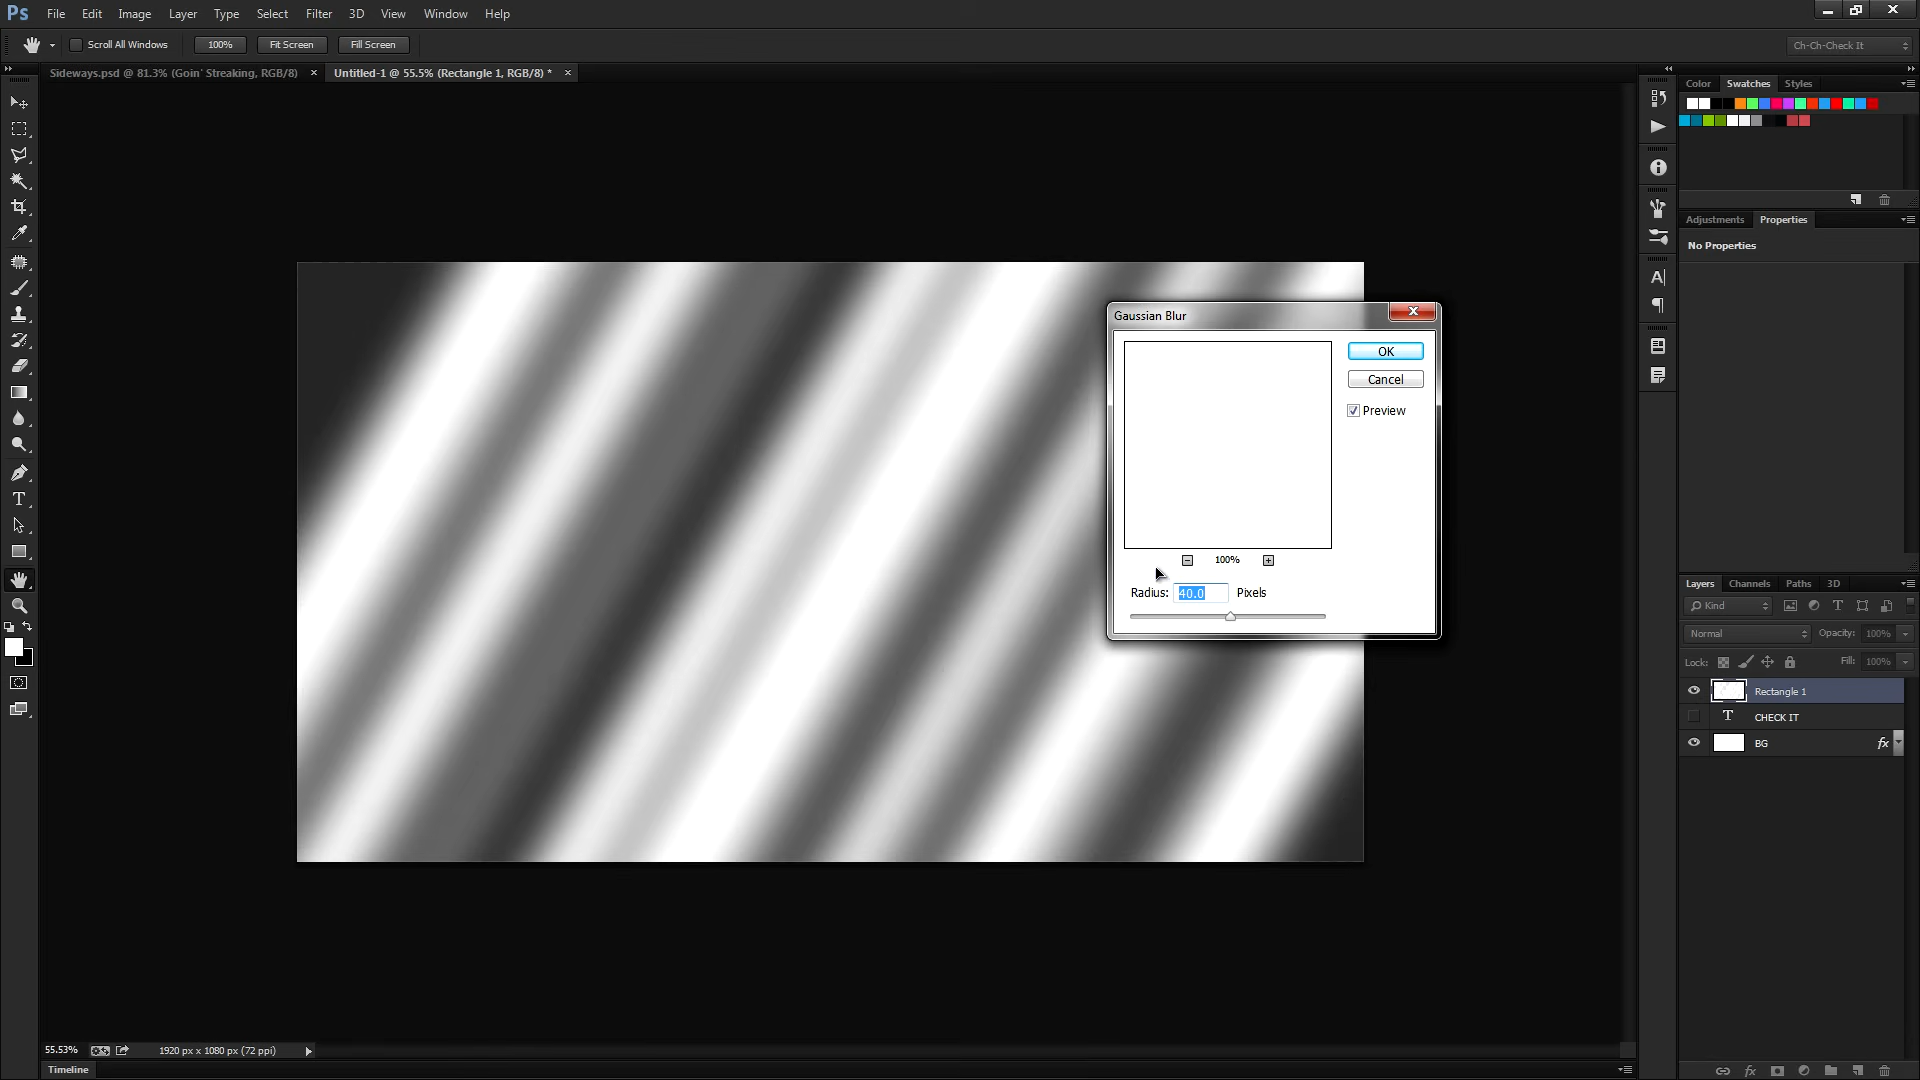 Ps File Edit Image Layer Type Select Filter 3D View Window Help
Scroll All Windows 100% Fit Screen Fill Screen Ch-Ch-Check It
Sideways.psd @ 81.3% (Goin' Streaking, RGB/8) × Untitled-1 @ 55.5% (Rectangle 1, RGB/8) * ×
Color Swatches Styles
Adjustments Properties
No Properties
Gaussian Blur
OK
Cancel
Preview
100%
Radius: 40.0 Pixels
Layers Channels Paths 3D
Kind
Normal Opacity: 100%
Lock: Fill: 100%
Rectangle 1
T CHECK IT
BG fx
55.53% 1920 px x 1080 px (72 ppi)
Timeline
fx